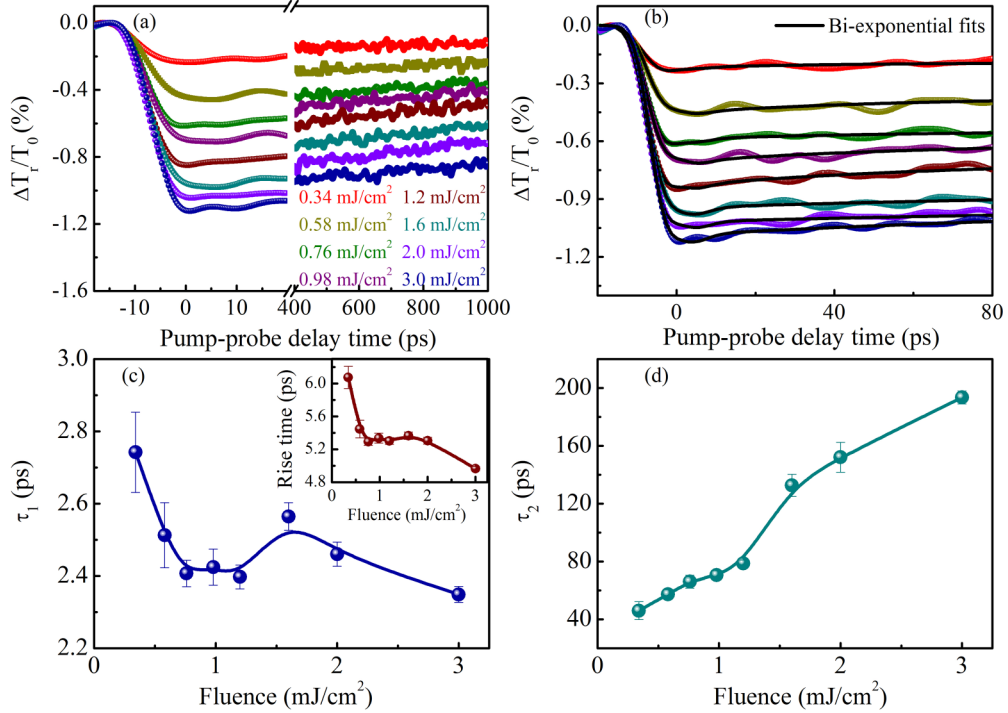 (a)
0.0
-0.4
-0.8
-1.2
-1.6
ΔTr/T0 (%)
0.34 mJ/cm2
0.58 mJ/cm2
0.76 mJ/cm2
0.98 mJ/cm2
1.2 mJ/cm2
1.6 mJ/cm2
2.0 mJ/cm2
3.0 mJ/cm2
-10 0 10 20 400 600 800 1000
Pump-probe delay time (ps)
(b)
Bi-exponential fits
0.0
-0.3
-0.6
-0.9
-1.2
ΔTr/T0 (%)
0 40 80
Pump-probe delay time (ps)
(c)
3.0
2.8
2.6
2.4
2.2
τ1 (ps)
0 1 2 3
Fluence (mJ/cm2)
6.0
5.6
5.2
4.8
Rise time (ps)
0 1 2 3
Fluence (mJ/cm2)
(d)
200
160
120
80
40
τ2 (ps)
0 1 2 3
Fluence (mJ/cm2)